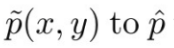 p̃(x, y) to p̂